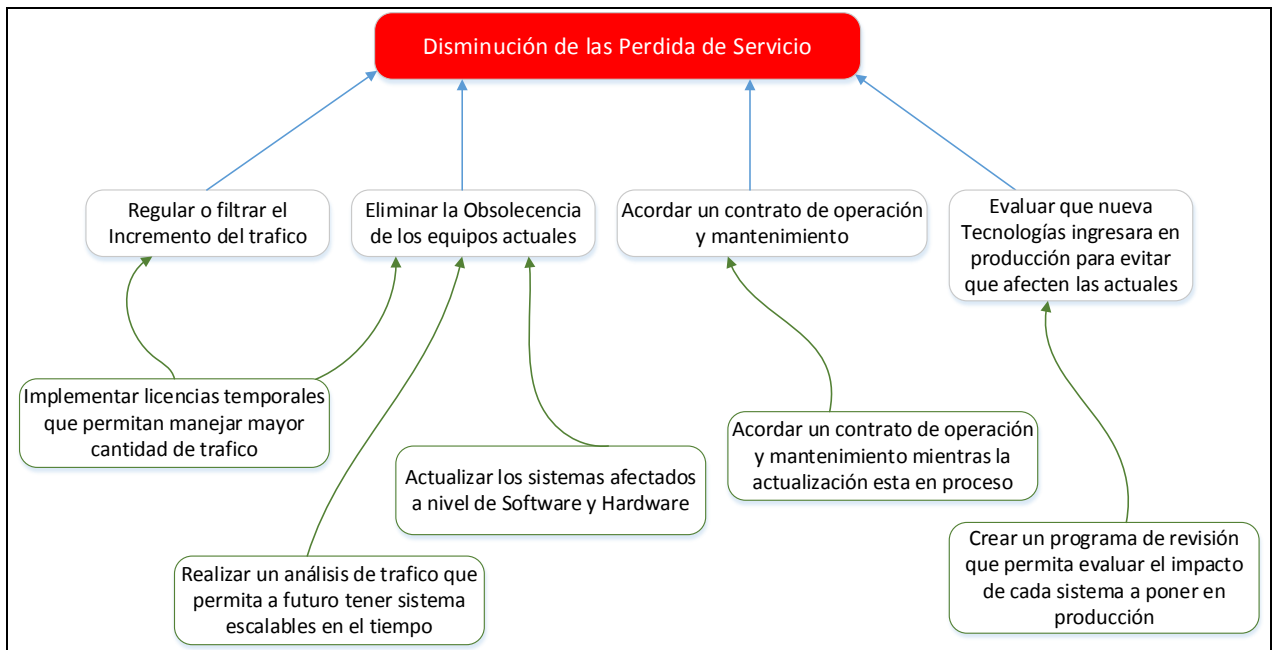 Disminución de las Perdida de Servicio
Regular o filtrar el
Incremento del trafico
Eliminar la Obsolecencia
de los equipos actuales
Acordar un contrato de operación
y mantenimiento
Evaluar que nueva
Tecnologías ingresara en
producción para evitar
que afecten las actuales
Implementar licencias temporales
que permitan manejar mayor
cantidad de trafico
Actualizar los sistemas afectados
a nivel de Software y Hardware
Acordar un contrato de operación
y mantenimiento mientras la
actualización esta en proceso
Realizar un análisis de trafico que
permita a futuro tener sistema
escalables en el tiempo
Crear un programa de revisión
que permita evaluar el impacto
de cada sistema a poner en
producción